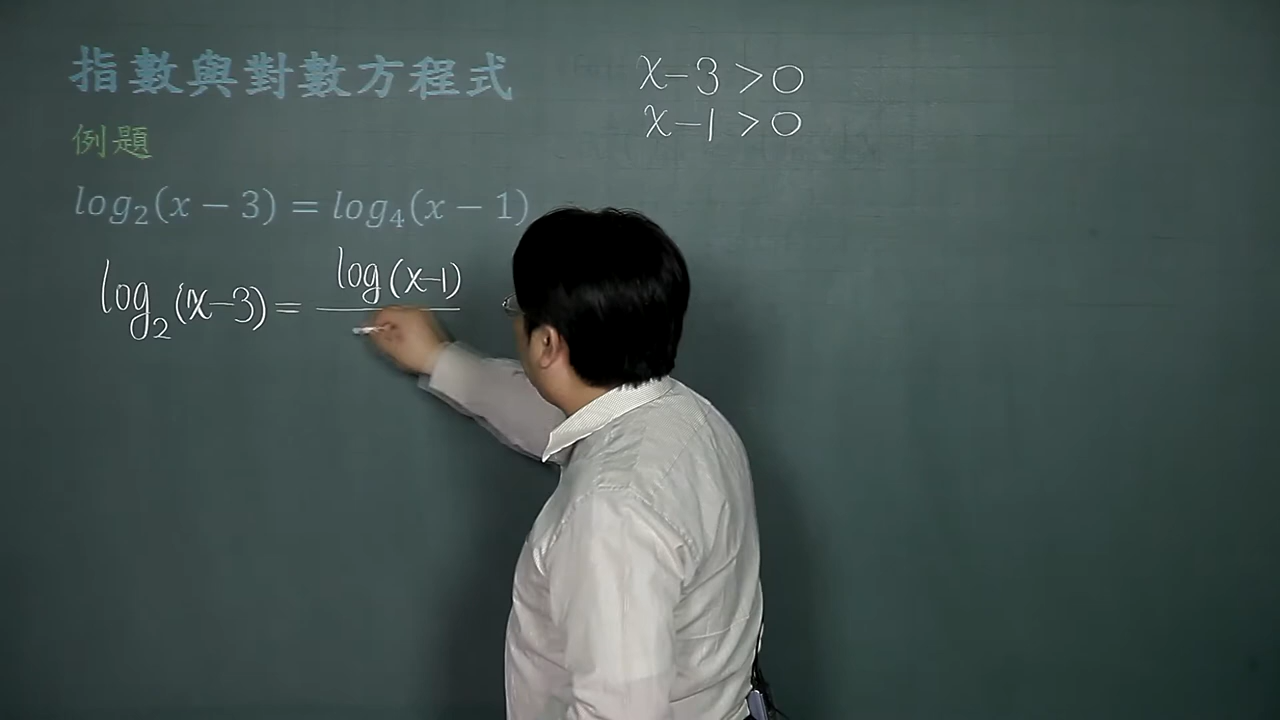 指數與對數方程式
例題
log₂(x − 3) = log₄(x − 1)
log₂(x−3) = log(x−1)
x−3 >0
x−1 >0